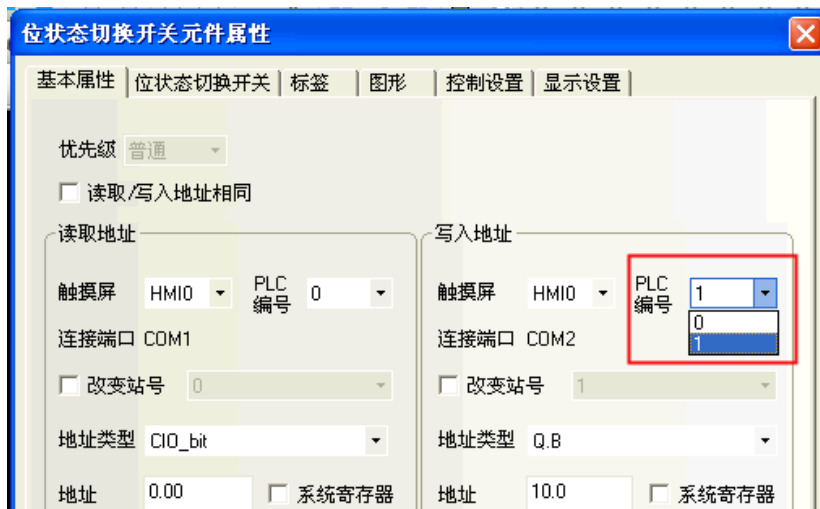 位状态切换开关元件属性
基本属性 位状态切换开关 标签 图形 控制设置 显示设置
优先级 普通
读取/写入地址相同
读取地址 写入地址
触摸屏 HMI0 PLC编号 0 触摸屏 HMI0 PLC编号 1
0
1
连接端口 COM1 连接端口 COM2
改变站号 0 改变站号 1
地址类型 CIO_bit 地址类型 Q.B
地址 0.00 系统寄存器 地址 10.0 系统寄存器